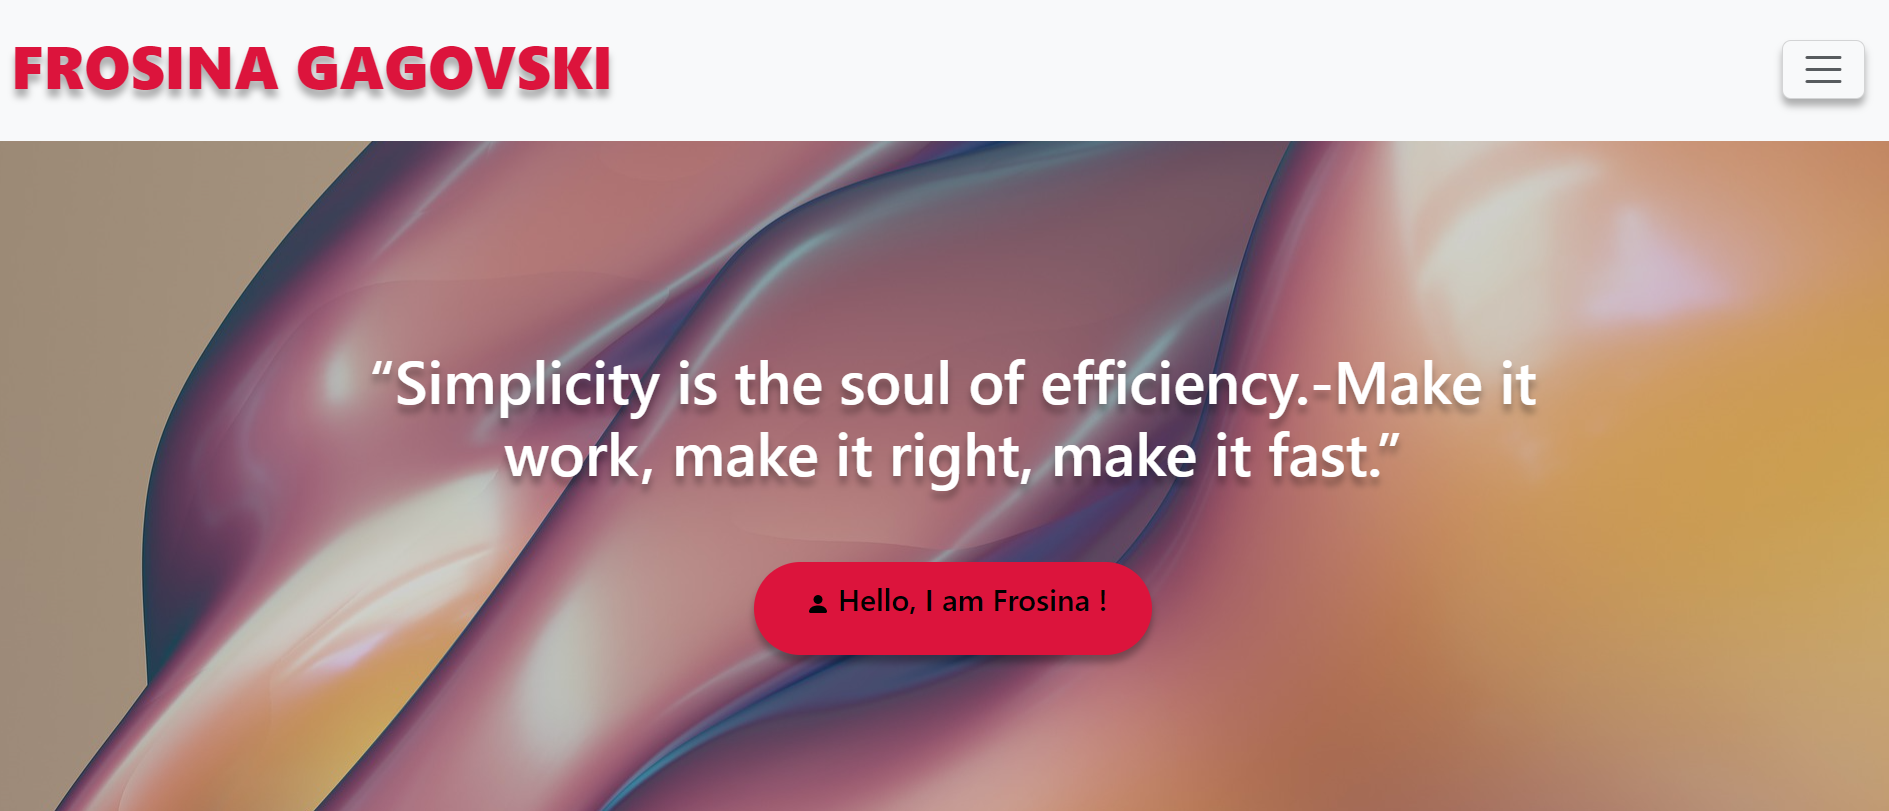 FROSINA GAGOVSKI
“Simplicity is the soul of efficiency.-Make it
work, make it right, make it fast.”
Hello, I am Frosina !